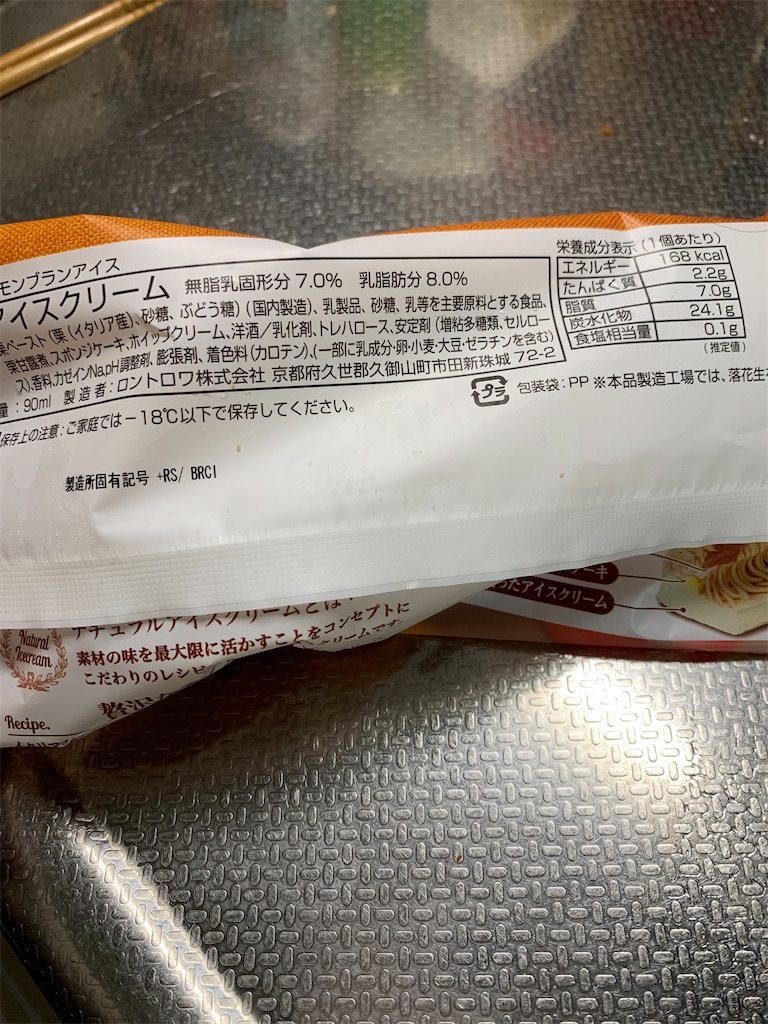 モンブランアイス
アイスクリーム 無脂乳固形分 7.0% 乳脂肪分 8.0%
栗ペースト(栗(イタリア産)、砂糖、ぶどう糖)(国内製造)、乳製品、砂糖、乳等を主要原料とする食品、
栗甘露煮、スポンジケーキ、ホイップクリーム、洋酒/乳化剤、トレハロース、安定剤(増粘多糖類、セルロー
ス)、香料、カゼインNa、pH調整剤、膨張剤、着色料(カロテン)、(一部に乳成分・卵・小麦・大豆・ゼラチンを含む)
量:90ml 製造者:ロントロワ株式会社 京都府久世郡久御山町市田新珠城 72-2
保存上の注意:ご家庭では-18℃以下で保存してください。
栄養成分表示(1個あたり)
エネルギー 168 kcal
たんぱく質 2.2g
脂質 7.0g
炭水化物 24.1g
食塩相当量 0.1g
(推定値)
プラ 包装袋:PP ※本品製造工場では、落花生
製造所固有記号 +RS/ BRCI
ーキ
ったアイスクリーム
Natural
Icecream
ナチュラルアイスクリームとは
素材の味を最大限に活かすことをコンセプトに
こだわりのレシピ
クリームです
贅沢
Recipe.